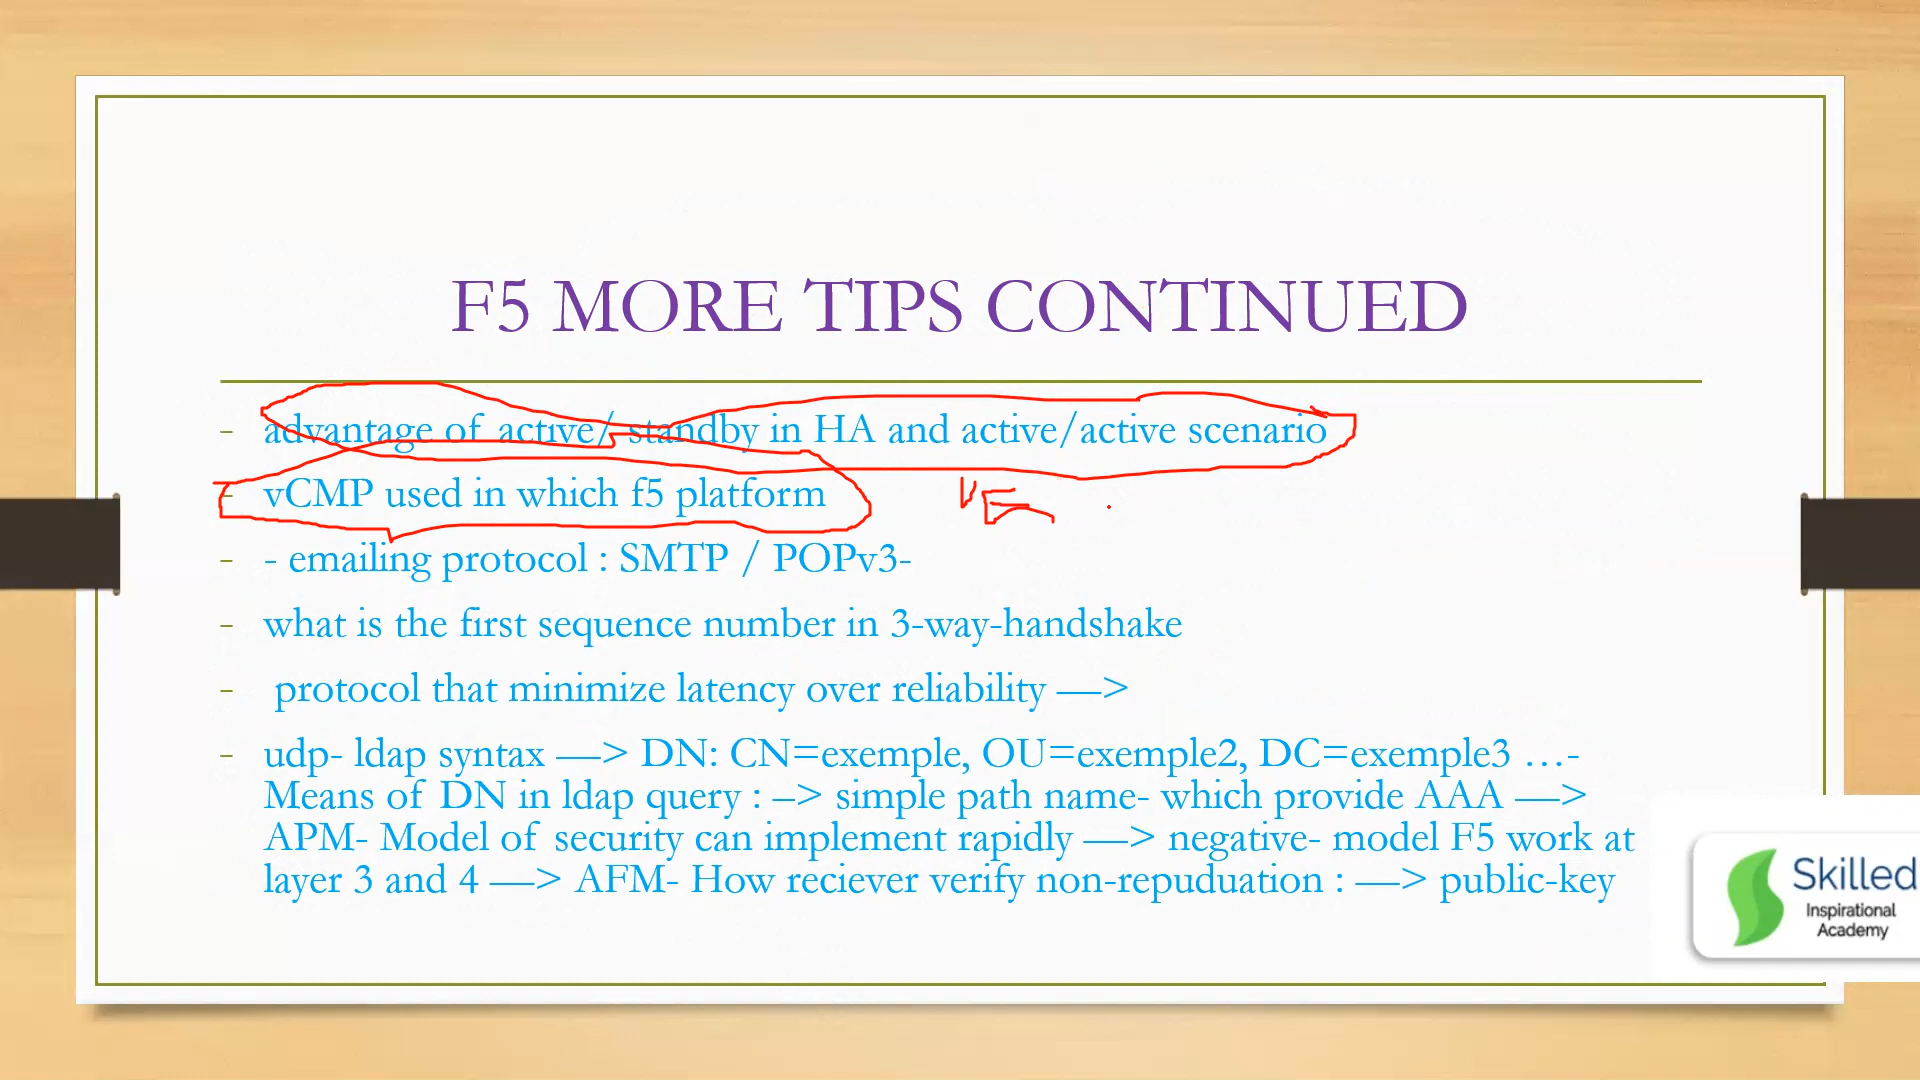 F5 MORE TIPS CONTINUED
- advantage of active/ standby in HA and active/active scenario
- vCMP used in which f5 platform
VE
- - emailing protocol : SMTP / POPv3-
- what is the first sequence number in 3-way-handshake
- protocol that minimize latency over reliability —>
- udp- ldap syntax —> DN: CN=exemple, OU=exemple2, DC=exemple3 …-
Means of DN in ldap query : –> simple path name- which provide AAA —>
APM- Model of security can implement rapidly —> negative- model F5 work at
layer 3 and 4 —> AFM- How reciever verify non-repuduation : —> public-key
Skilled
Inspirational
Academy